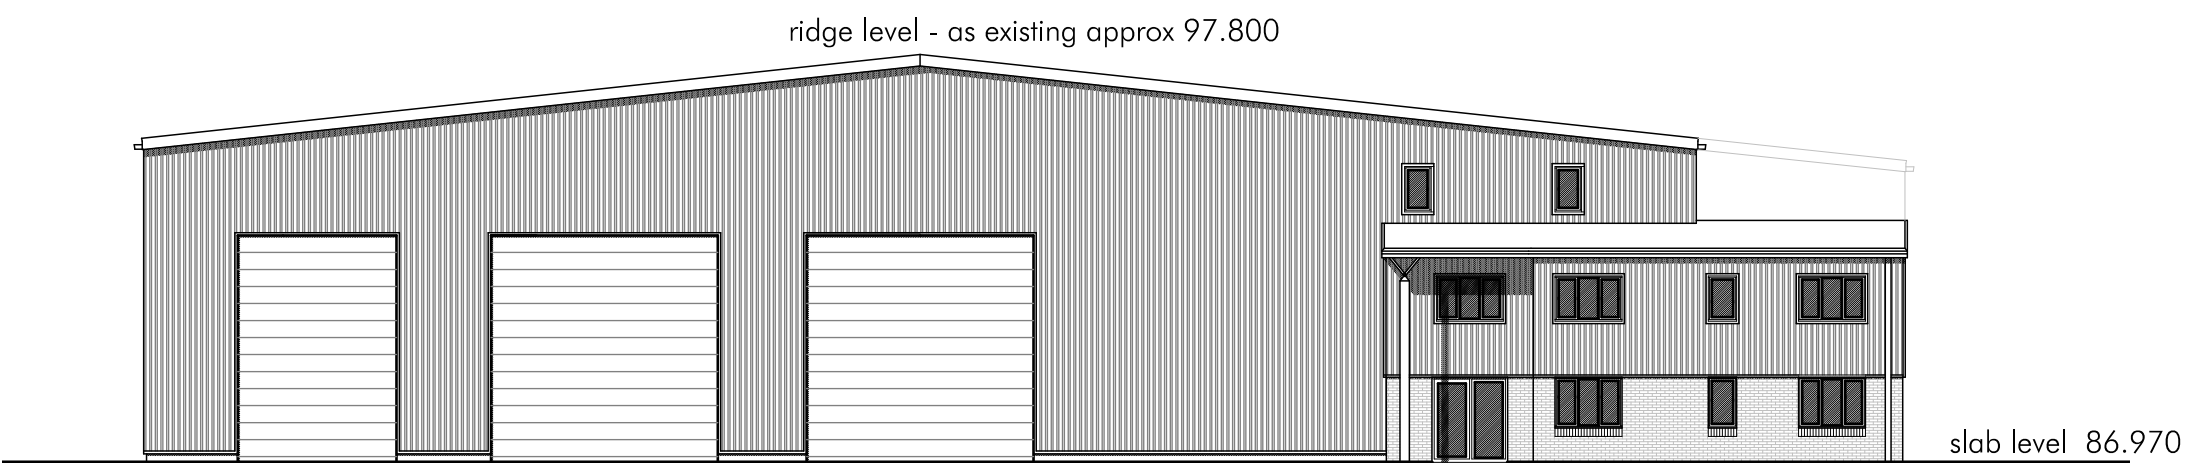 ridge level - as existing approx 97.800
slab level 86.970